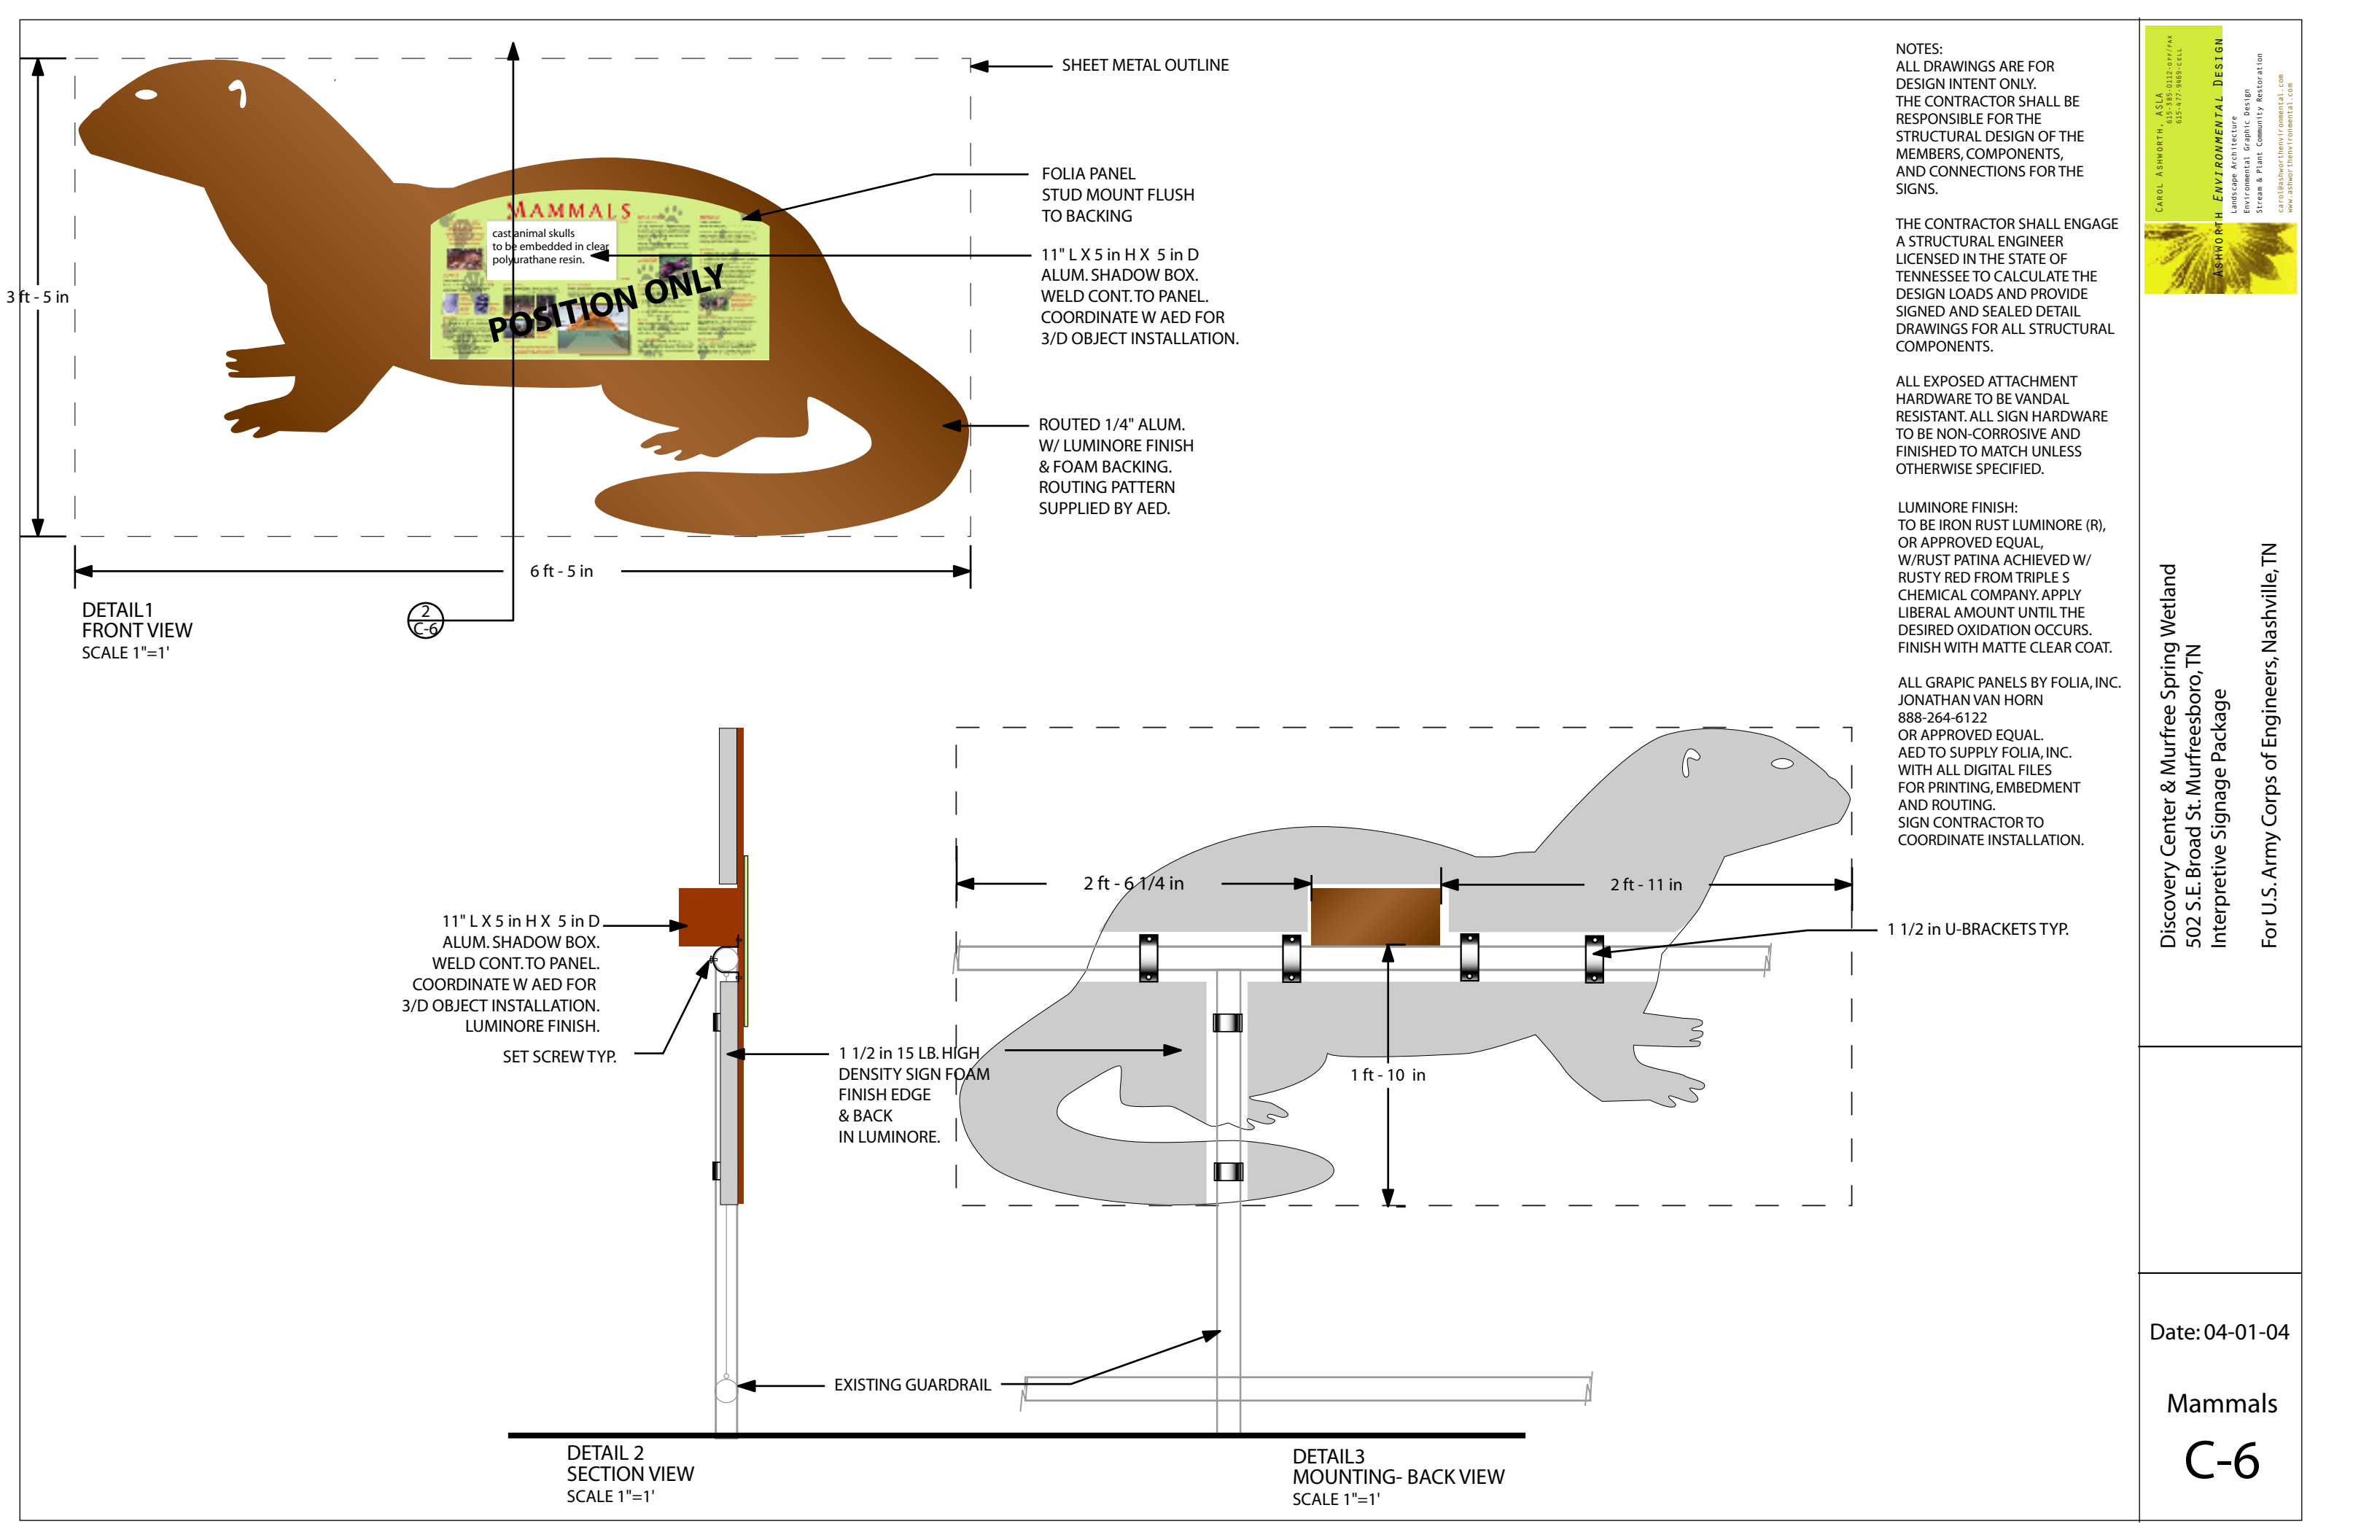 SHEET METAL OUTLINE
FOLIA PANEL
STUD MOUNT FLUSH
TO BACKING
MAMMALS
cast animal skulls
to be embedded in clear
polyurathane resin.
POSITION ONLY
11" L X 5 in H X 5 in D
ALUM. SHADOW BOX.
WELD CONT. TO PANEL.
COORDINATE W AED FOR
3/D OBJECT INSTALLATION.
3 ft - 5 in
ROUTED 1/4" ALUM.
W/ LUMINORE FINISH
& FOAM BACKING.
ROUTING PATTERN
SUPPLIED BY AED.
6 ft - 5 in
DETAIL1
FRONT VIEW
SCALE 1"=1'
2
C-6
11" L X 5 in H X 5 in D
ALUM. SHADOW BOX.
WELD CONT. TO PANEL.
COORDINATE W AED FOR
3/D OBJECT INSTALLATION.
LUMINORE FINISH.
SET SCREW TYP.
1 1/2 in 15 LB. HIGH
DENSITY SIGN FOAM
FINISH EDGE
& BACK
IN LUMINORE.
EXISTING GUARDRAIL
DETAIL 2
SECTION VIEW
SCALE 1"=1'
2 ft - 6 1/4 in
2 ft - 11 in
1 1/2 in U-BRACKETS TYP.
1 ft - 10 in
DETAIL3
MOUNTING- BACK VIEW
SCALE 1"=1'
NOTES:
ALL DRAWINGS ARE FOR
DESIGN INTENT ONLY.
THE CONTRACTOR SHALL BE
RESPONSIBLE FOR THE
STRUCTURAL DESIGN OF THE
MEMBERS, COMPONENTS,
AND CONNECTIONS FOR THE
SIGNS.
THE CONTRACTOR SHALL ENGAGE
A STRUCTURAL ENGINEER
LICENSED IN THE STATE OF
TENNESSEE TO CALCULATE THE
DESIGN LOADS AND PROVIDE
SIGNED AND SEALED DETAIL
DRAWINGS FOR ALL STRUCTURAL
COMPONENTS.
ALL EXPOSED ATTACHMENT
HARDWARE TO BE VANDAL
RESISTANT. ALL SIGN HARDWARE
TO BE NON-CORROSIVE AND
FINISHED TO MATCH UNLESS
OTHERWISE SPECIFIED.
LUMINORE FINISH:
TO BE IRON RUST LUMINORE (R),
OR APPROVED EQUAL,
W/RUST PATINA ACHIEVED W/
RUSTY RED FROM TRIPLE S
CHEMICAL COMPANY. APPLY
LIBERAL AMOUNT UNTIL THE
DESIRED OXIDATION OCCURS.
FINISH WITH MATTE CLEAR COAT.
ALL GRAPIC PANELS BY FOLIA, INC.
JONATHAN VAN HORN
888-264-6122
OR APPROVED EQUAL.
AED TO SUPPLY FOLIA, INC.
WITH ALL DIGITAL FILES
FOR PRINTING, EMBEDMENT
AND ROUTING.
SIGN CONTRACTOR TO
COORDINATE INSTALLATION.
CAROL ASHWORTH, ASLA
615-385-0112-OFF/FAX
615-477-9469-CELL
ASHWORTH ENVIRONMENTAL DESIGN
Landscape Architecture
Environmental Graphic Design
Stream & Plant Community Restoration
carol@ashworthenvironmental.com
www.ashworthenvironmental.com
Discovery Center & Murfree Spring Wetland
502 S.E. Broad St. Murfreesboro, TN
Interpretive Signage Package
For U.S. Army Corps of Engineers, Nashville, TN
Date: 04-01-04
Mammals
C-6